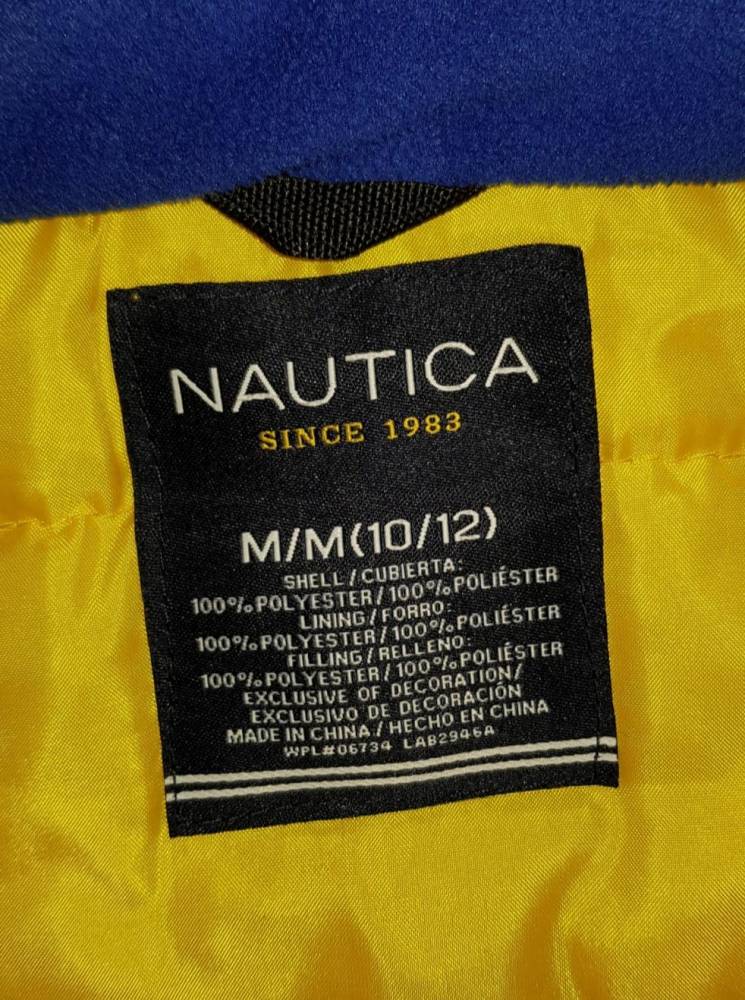 NAUTICA
SINCE 1983
M/M(10/12)
SHELL/CUBIERTA:
100%POLYESTER/100%POLIÉSTER
LINING/FORRO:
100%POLYESTER/100%POLIÉSTER
FILLING/RELLENO:
100%POLYESTER/100%POLIÉSTER
EXCLUSIVE OF DECORATION/
EXCLUSIVO DE DECORACIÓN
MADE IN CHINA/HECHO EN CHINA
WPL#06734 LAB2946A